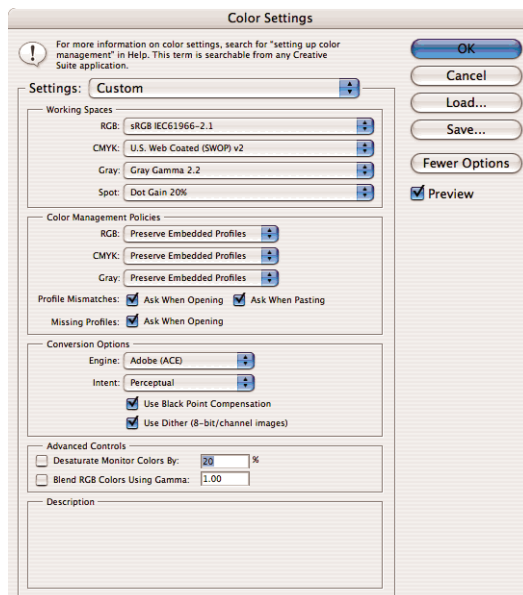 Color Settings
For more information on color settings, search for "setting up color
management" in Help. This term is searchable from any Creative
Suite application.
OK
Cancel
Load...
Save...
Fewer Options
Preview
Settings: Custom
Working Spaces
RGB: sRGB IEC61966-2.1
CMYK: U.S. Web Coated (SWOP) v2
Gray: Gray Gamma 2.2
Spot: Dot Gain 20%
Color Management Policies
RGB: Preserve Embedded Profiles
CMYK: Preserve Embedded Profiles
Gray: Preserve Embedded Profiles
Profile Mismatches: Ask When Opening Ask When Pasting
Missing Profiles: Ask When Opening
Conversion Options
Engine: Adobe (ACE)
Intent: Perceptual
Use Black Point Compensation
Use Dither (8-bit/channel images)
Advanced Controls
Desaturate Monitor Colors By: 20 %
Blend RGB Colors Using Gamma: 1.00
Description